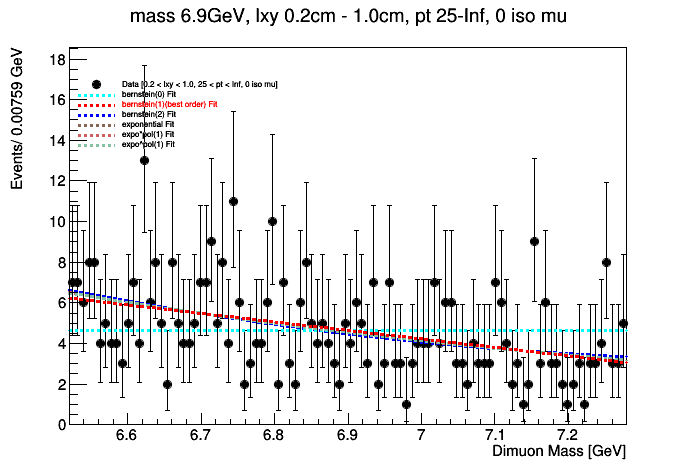 mass 6.9GeV, lxy 0.2cm - 1.0cm, pt 25-Inf, 0 iso mu
Events/ 0.00759 GeV
18
16
14
12
10
8
6
4
2
0
Data [0.2 < lxy < 1.0, 25 < pt < Inf, 0 iso mu]
bernstein(0) Fit
bernstein(1)(best order) Fit
bernstein(2) Fit
exponential Fit
expo*pol(1) Fit
expo*pol(1) Fit
6.6 6.7 6.8 6.9 7 7.1 7.2
Dimuon Mass [GeV]